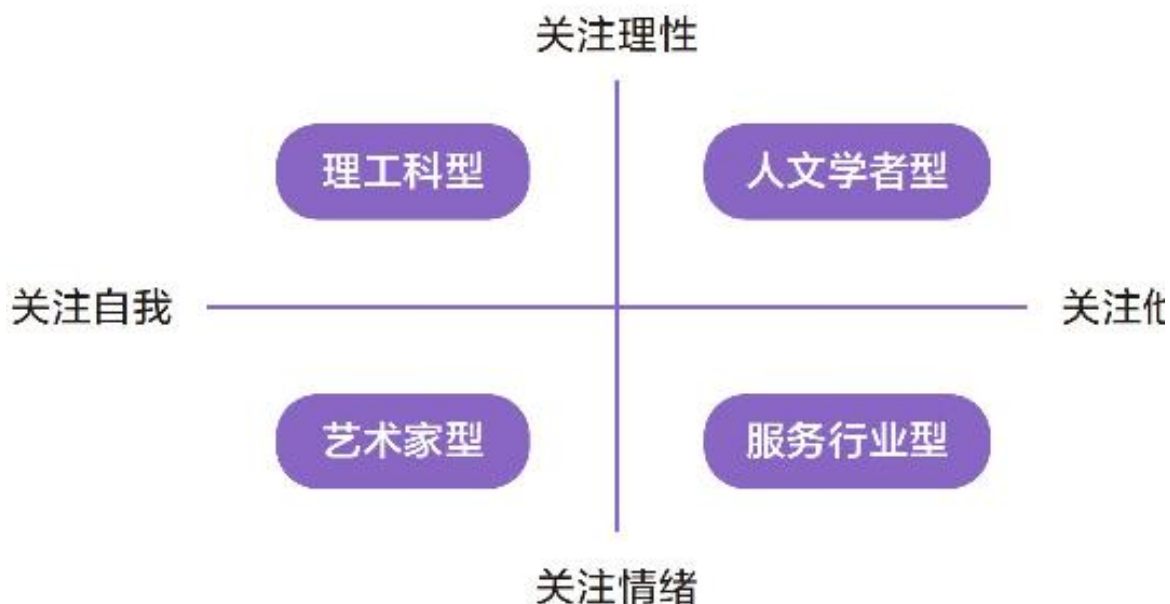 关注理性
理工科型 人文学者型
关注自我 关注他
艺术家型 服务行业型
关注情绪